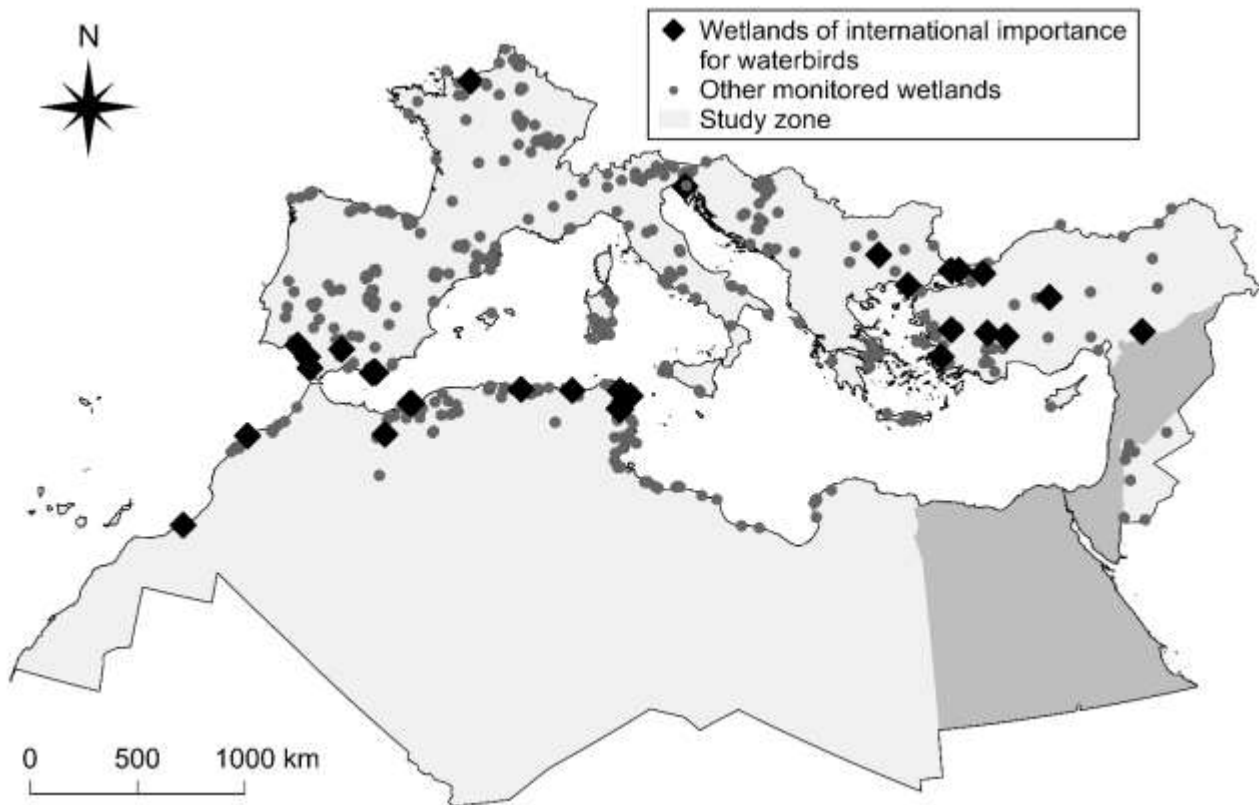 N
Wetlands of international importance
for waterbirds
Other monitored wetlands
Study zone
0 500 1000 km